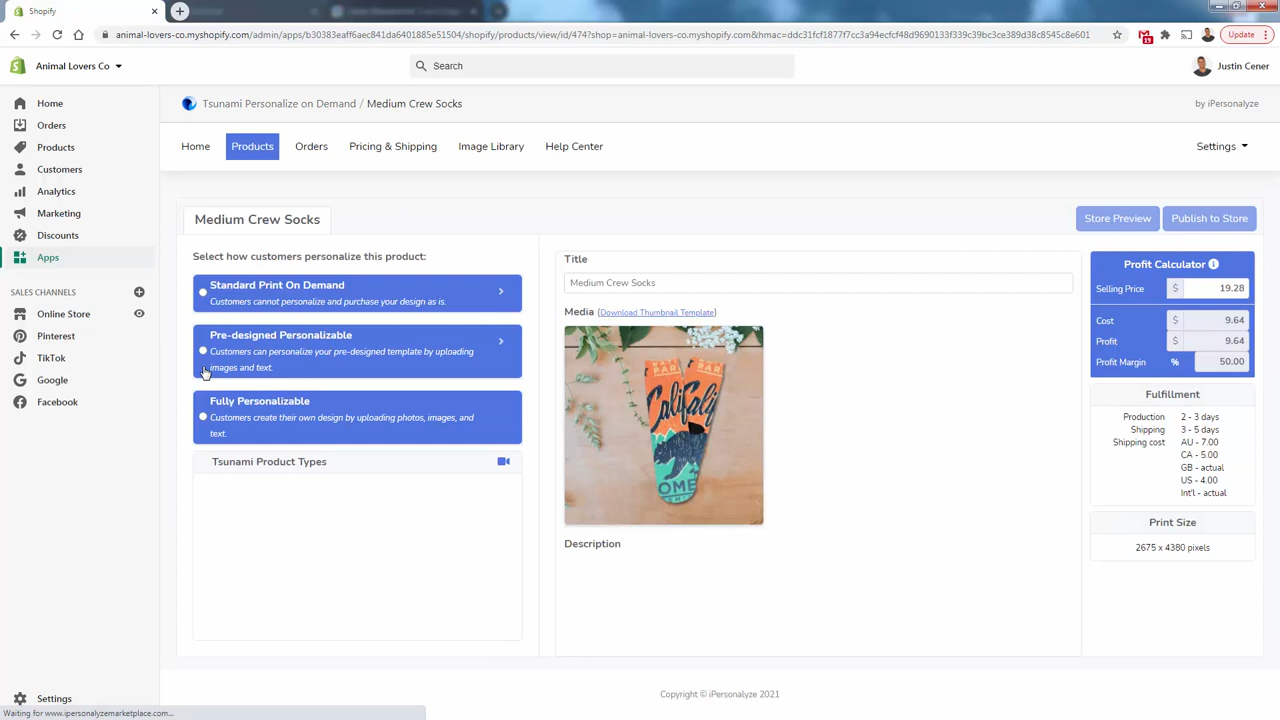 Shopify
animal-lovers-co.myshopify.com/admin/apps/b30383eaff6aec841da6401885e51504/shopify/products/view/id/474?shop=animal-lovers-co.myshopify.com&hmac=ddc31fcf1877f7cc3a94ecfcf48d9690133f339c39bc3ce389d38c8545c8e601
19
Update
Animal Lovers Co
Search
Justin Cener
Home
Orders
Products
Customers
Analytics
Marketing
Discounts
Apps
SALES CHANNELS
Online Store
Pinterest
TikTok
Google
Facebook
Settings
Tsunami Personalize on Demand / Medium Crew Socks
by iPersonalyze
Home
Products
Orders
Pricing & Shipping
Image Library
Help Center
Settings
Medium Crew Socks
Store Preview
Publish to Store
Select how customers personalize this product:
Standard Print On Demand
Customers cannot personalize and purchase your design as is.
Pre-designed Personalizable
Customers can personalize your pre-designed template by uploading
images and text.
Fully Personalizable
Customers create their own design by uploading photos, images, and
text.
Tsunami Product Types
Title
Medium Crew Socks
Media (Download Thumbnail Template)
Calif Calif
OME
Description
Profit Calculator
Selling Price $ 19.28
Cost $ 9.64
Profit $ 9.64
Profit Margin % 50.00
Fulfillment
Production 2 - 3 days
Shipping 3 - 5 days
Shipping cost AU - 7.00
CA - 5.00
GB - actual
US - 4.00
Int'l - actual
Print Size
2675 x 4380 pixels
Copyright © iPersonalyze 2021
Waiting for www.ipersonalyzemarketplace.com...